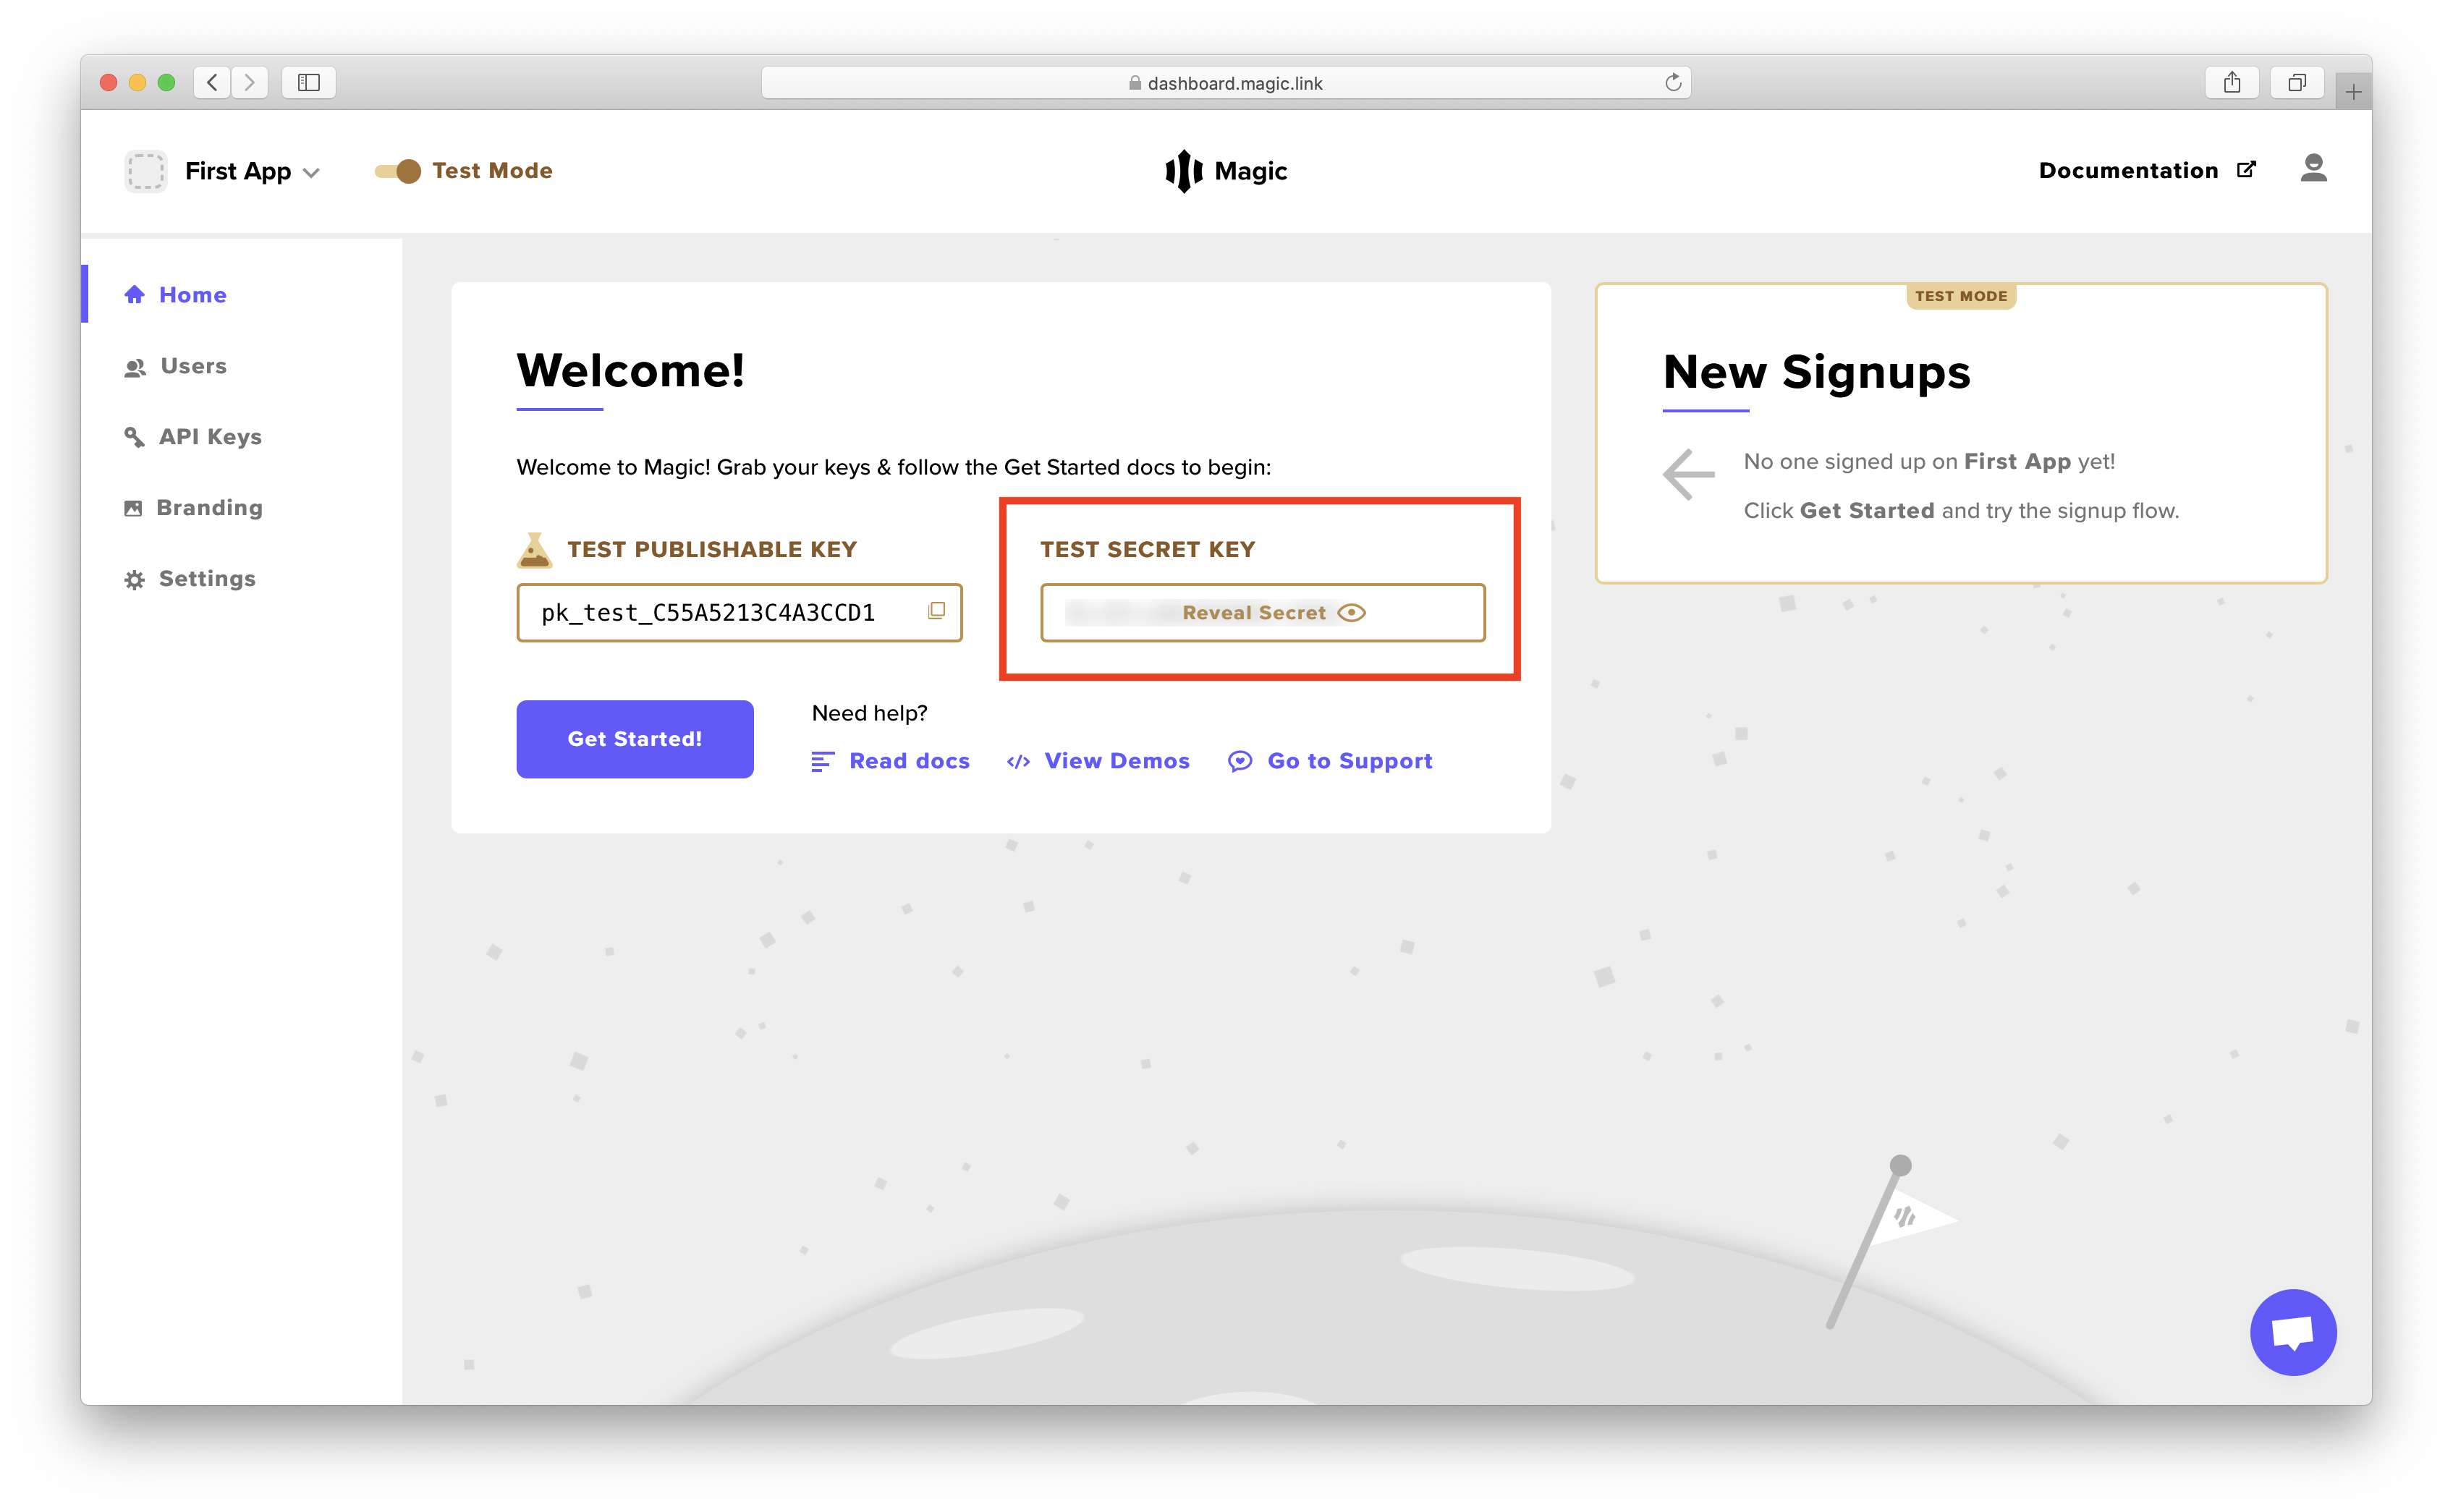 dashboard.magic.link
First App
Test Mode
Magic
Documentation
Home
Users
API Keys
Branding
Settings
Welcome!
Welcome to Magic! Grab your keys & follow the Get Started docs to begin:
TEST PUBLISHABLE KEY
pk_test_C55A5213C4A3CCD1
TEST SECRET KEY
Reveal Secret
Get Started!
Need help?
Read docs
View Demos
Go to Support
TEST MODE
New Signups
No one signed up on First App yet!
Click Get Started and try the signup flow.